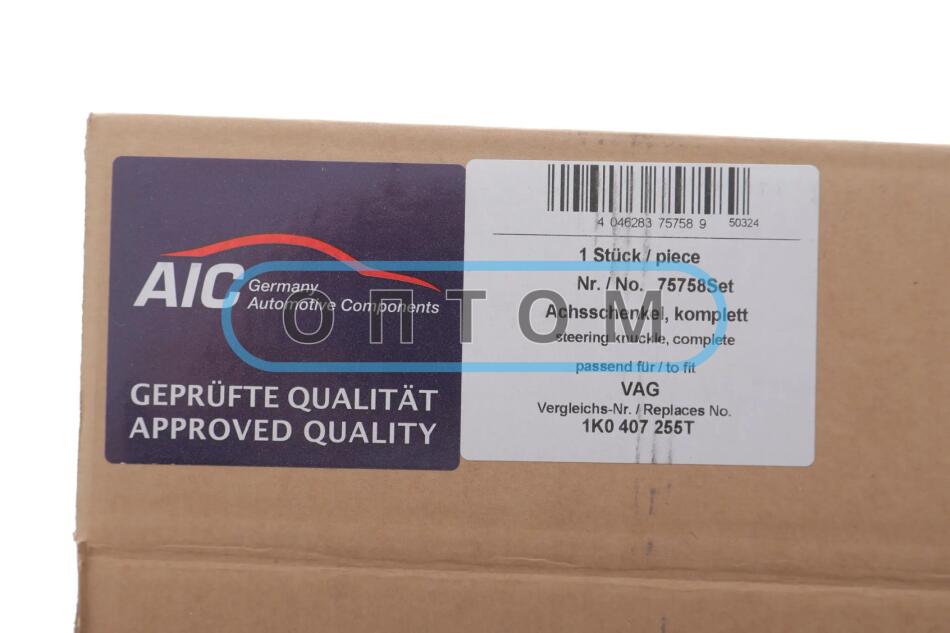 AIC Germany
Automotive Components
GEPRÜFTE QUALITÄT
APPROVED QUALITY
4 046283 75758 9 50324
1 Stück / piece
Nr. / No. 75758Set
Achsschenkel, komplett
steering knuckle, complete
passend für / to fit
VAG
Vergleichs-Nr. / Replaces No.
1K0 407 255T
ОПТОМ